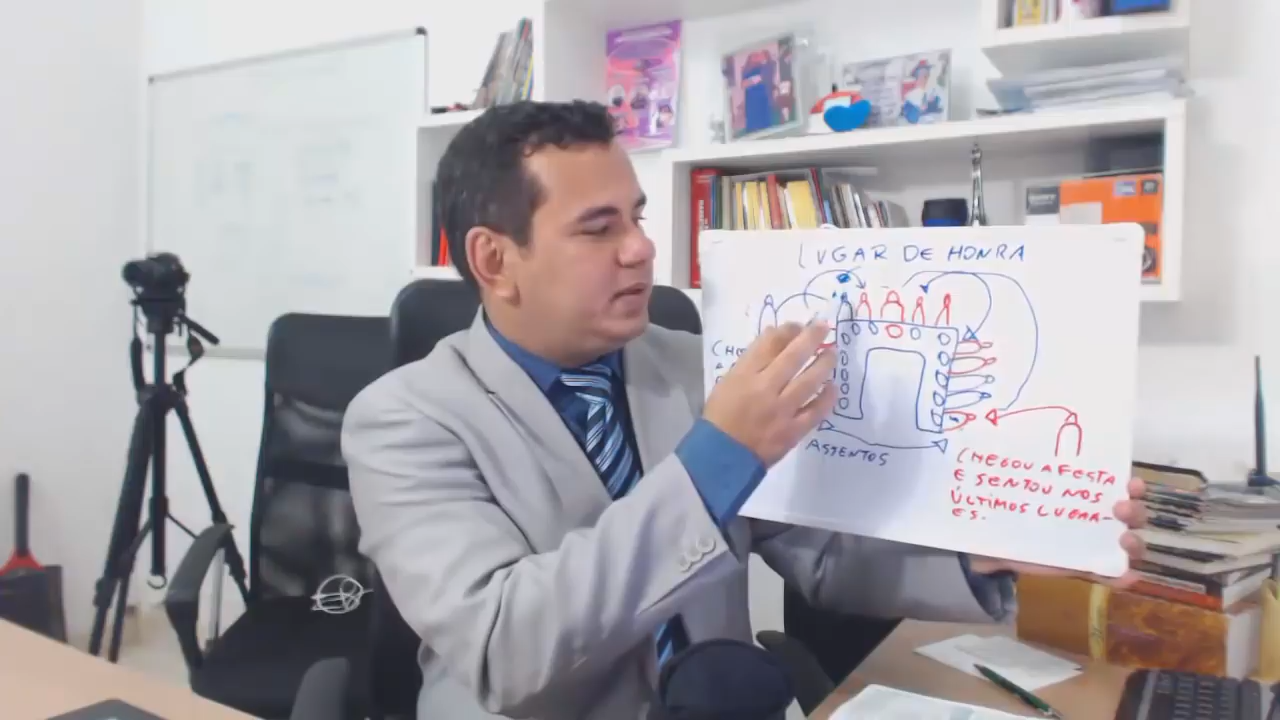 LUGAR DE HONRA
ASSENTOS
CHEGOU A FESTA
E SENTOU NOS
ÚLTIMOS LUGAR-
ES.